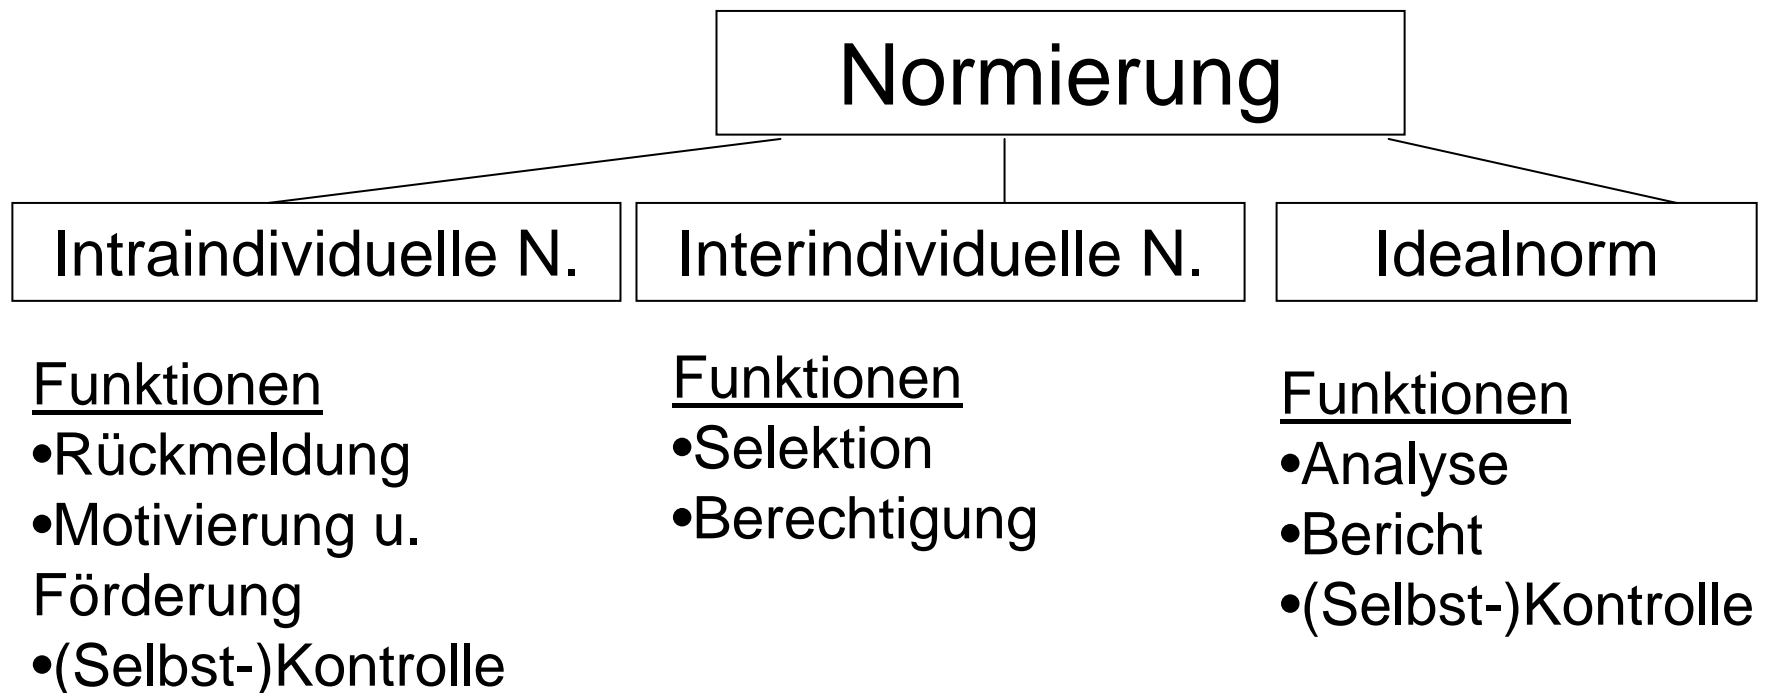 Normierung
Intraindividuelle N.
Interindividuelle N.
Idealnorm
Funktionen
•Rückmeldung
•Motivierung u.
Förderung
•(Selbst-)Kontrolle
Funktionen
•Selektion
•Berechtigung
Funktionen
•Analyse
•Bericht
•(Selbst-)Kontrolle